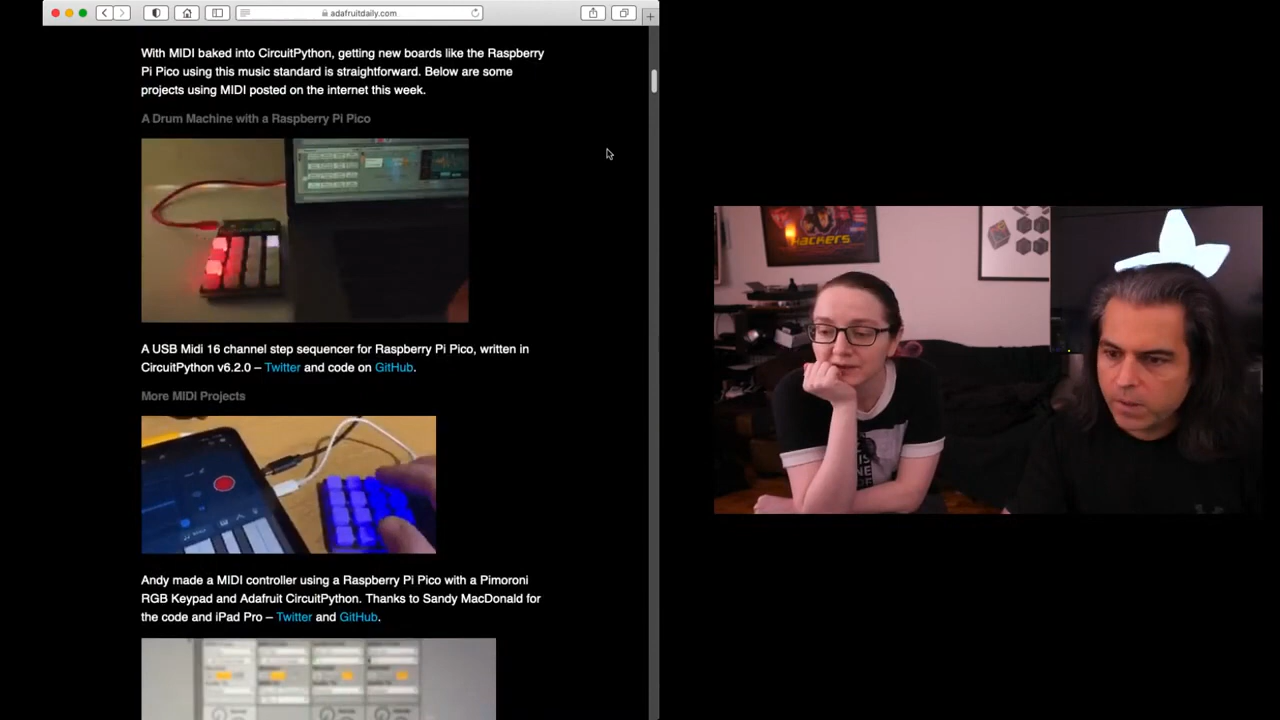 adafruitdaily.com
With MIDI baked into CircuitPython, getting new boards like the Raspberry
Pi Pico using this music standard is straightforward. Below are some
projects using MIDI posted on the internet this week.
A Drum Machine with a Raspberry Pi Pico
A USB Midi 16 channel step sequencer for Raspberry Pi Pico, written in
CircuitPython v6.2.0 – Twitter and code on GitHub.
More MIDI Projects
Andy made a MIDI controller using a Raspberry Pi Pico with a Pimoroni
RGB Keypad and Adafruit CircuitPython. Thanks to Sandy MacDonald for
the code and iPad Pro – Twitter and GitHub.
HACKERS